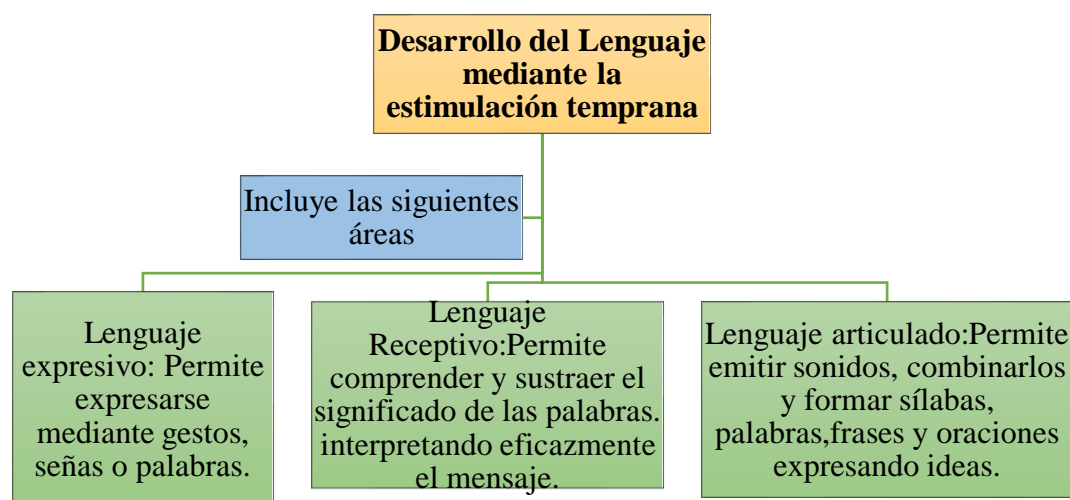 Desarrollo del Lenguaje
mediante la
estimulación temprana
Incluye las siguientes
áreas
Lenguaje
expresivo: Permite
expresarse
mediante gestos,
señas o palabras.
Lenguaje
Receptivo:Permite
comprender y sustraer el
significado de las palabras.
interpretando eficazmente
el mensaje.
Lenguaje articulado:Permite
emitir sonidos, combinarlos
y formar sílabas,
palabras,frases y oraciones
expresando ideas.